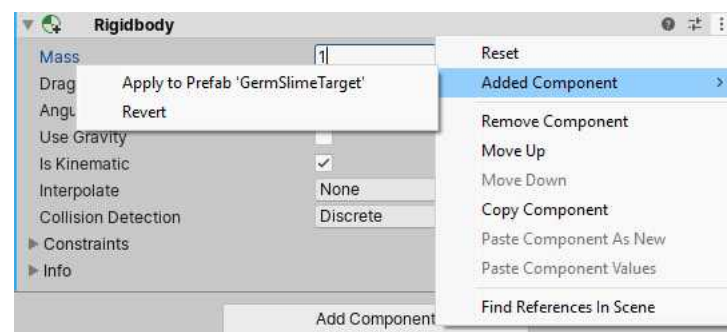 Rigidbody
Mass 1
Drag
Angu
Use Gravity
Is Kinematic
Interpolate None
Collision Detection Discrete
Constraints
Info
Add Component
Apply to Prefab 'GermSlimeTarget'
Revert
Reset
Added Component
Remove Component
Move Up
Move Down
Copy Component
Paste Component As New
Paste Component Values
Find References In Scene